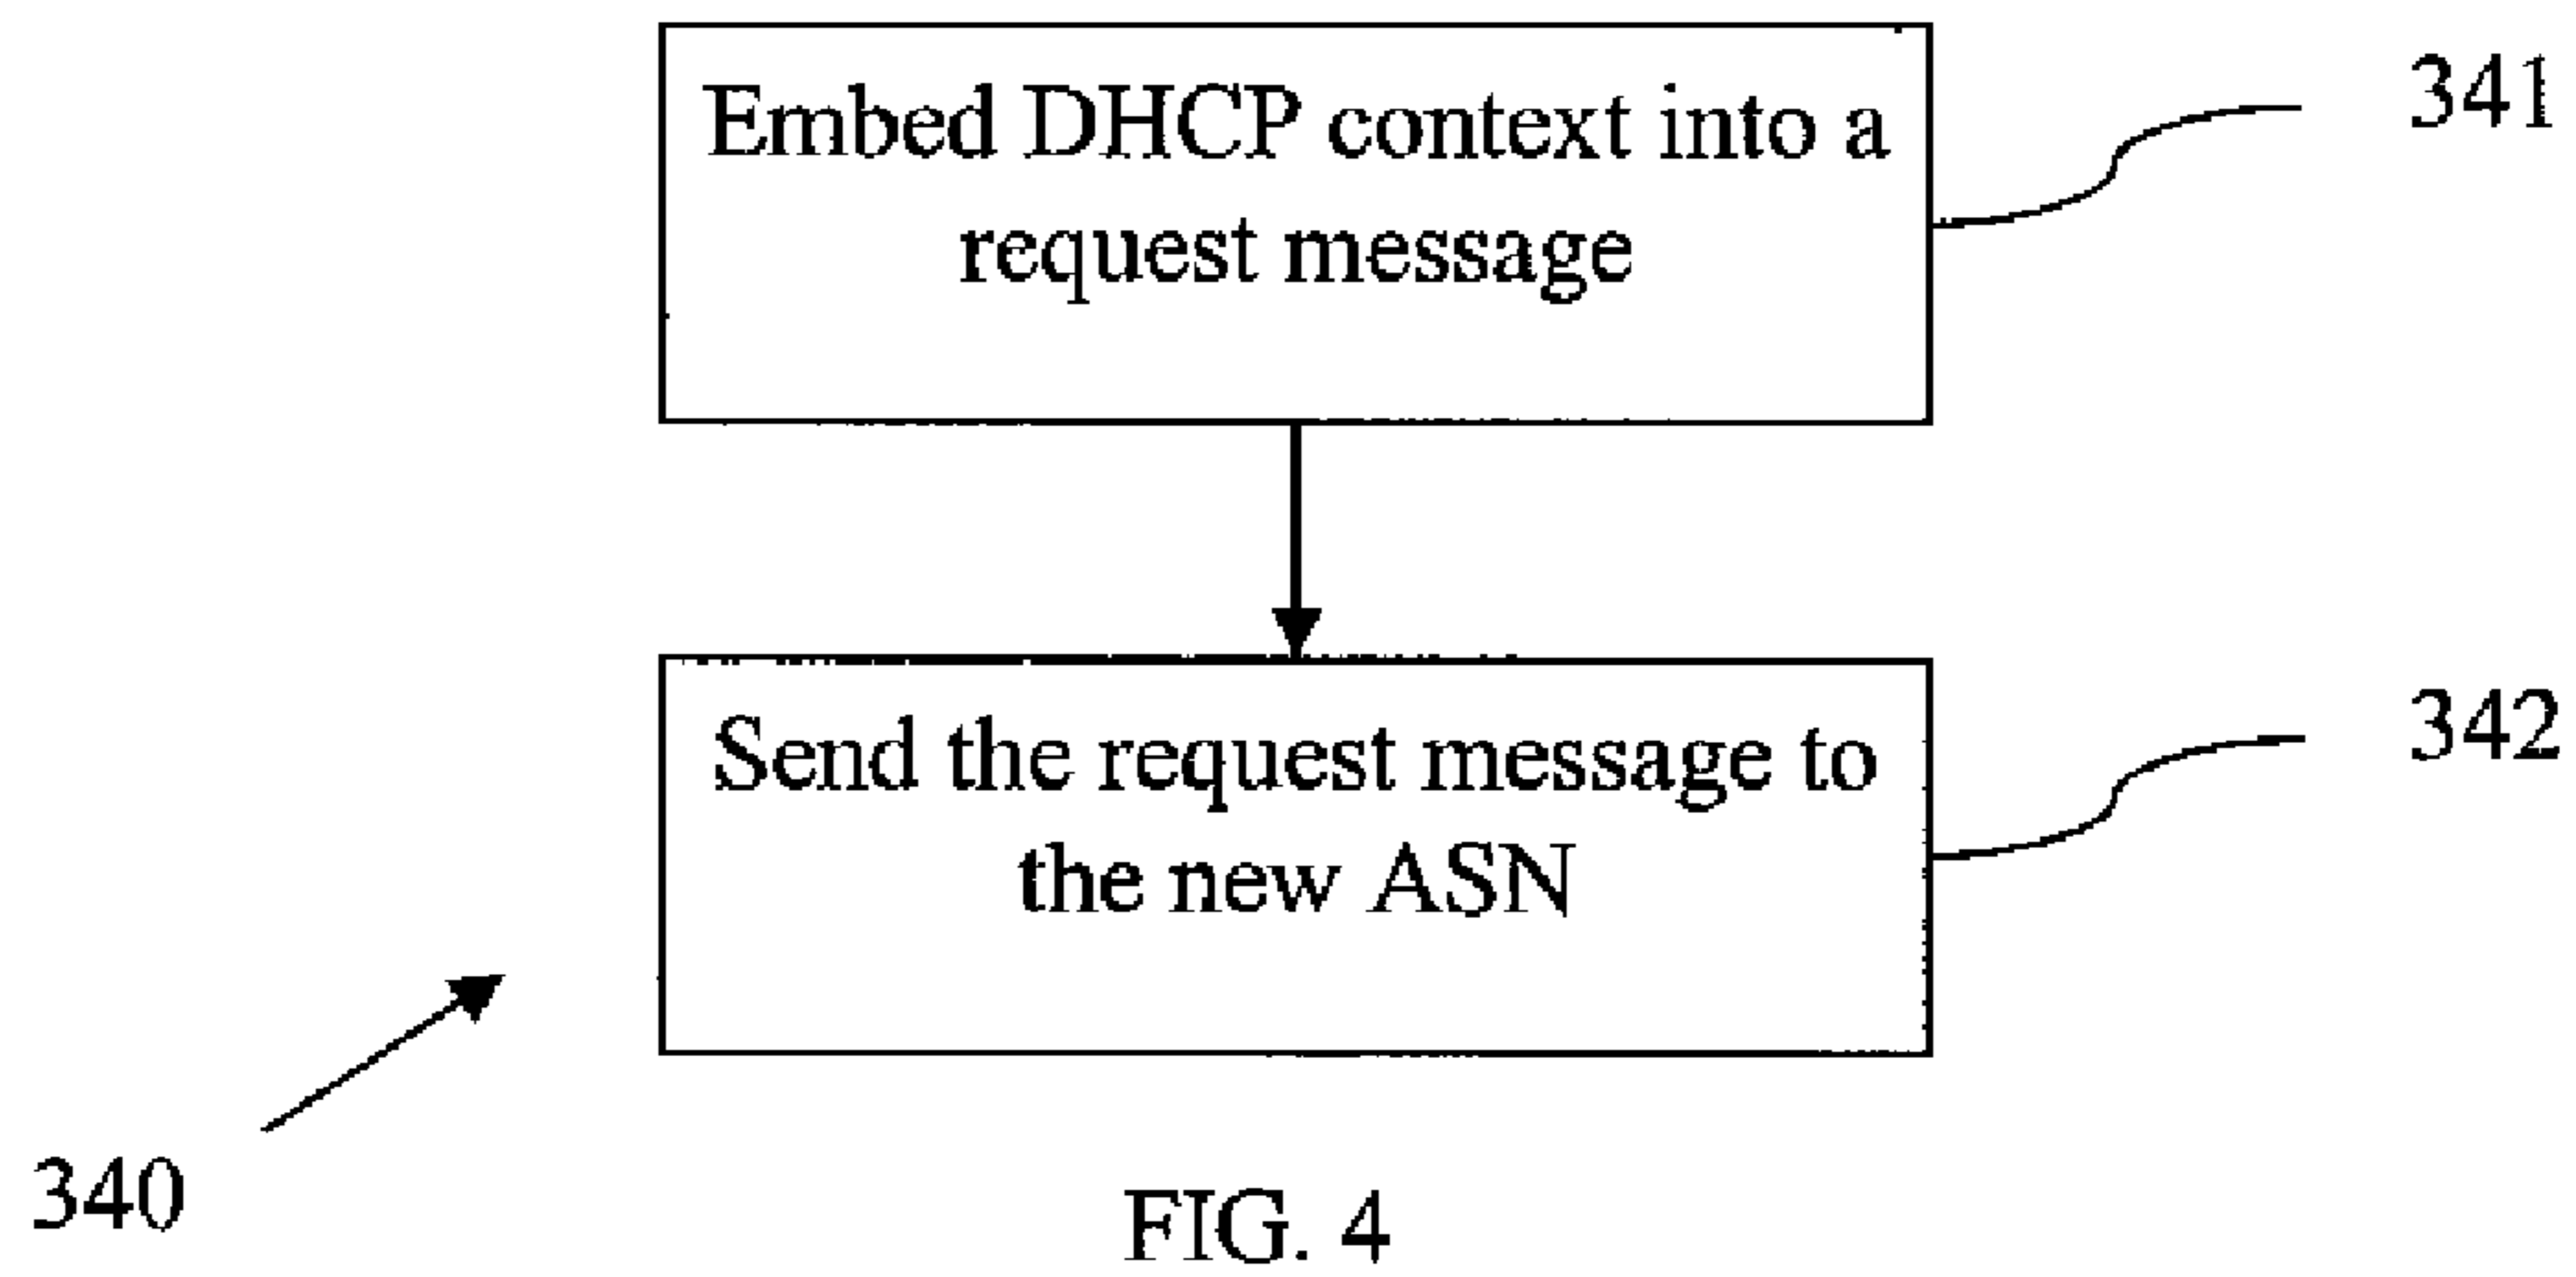 Embed DHCP context into a
request message
341
Send the request message to
the new ASN
342
340
FIG. 4